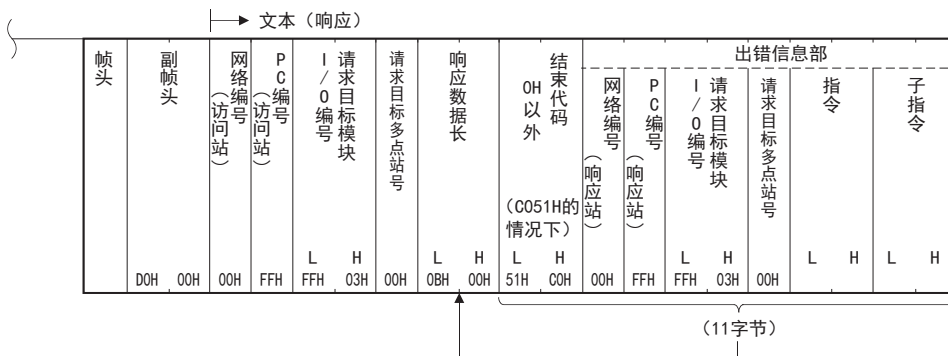 文本（响应）
帧头
副帧头
网络编号
（访问站）
PC编号
（访问站）
请求目标模块
I/O编号
请求目标多点站号
响应数据长
结束代码
0H以外
（C051H的
情况下）
出错信息部
网络编号
（响应站）
PC编号
（响应站）
请求目标模块
I/O编号
请求目标多点站号
指令
子指令
L H L H L H L H L H L H
D0H 00H 00H FFH FFH 03H 00H 0BH 00H 51H C0H 00H FFH FFH 03H 00H
（11字节）